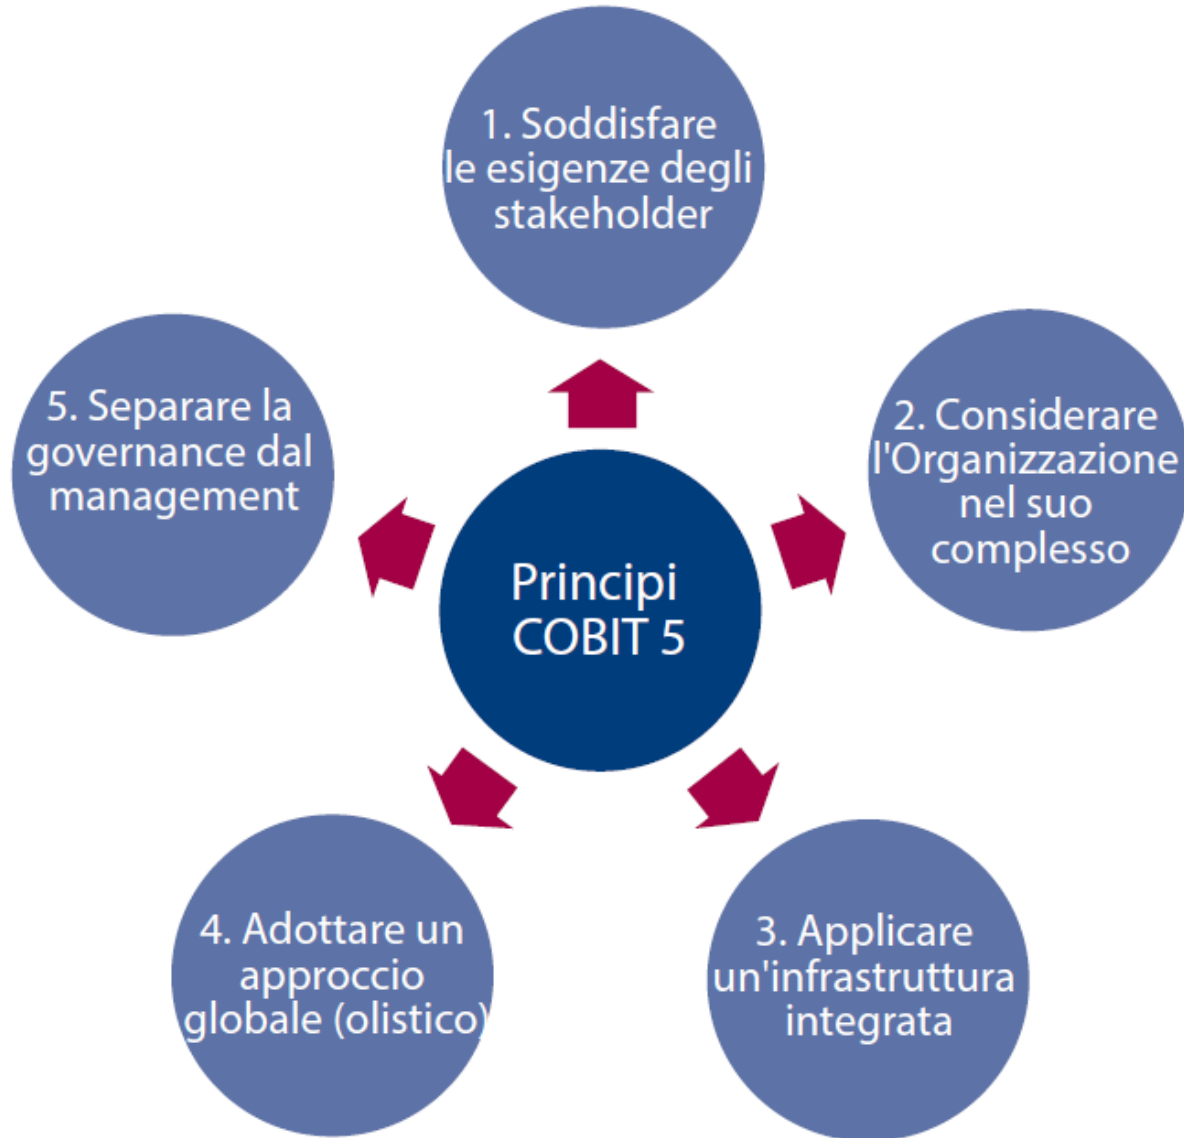 1. Soddisfare
le esigenze degli
stakeholder
5. Separare la
governance dal
management
2. Considerare
l'Organizzazione
nel suo
complesso
Principi
COBIT 5
4. Adottare un
approccio
globale (olistico)
3. Applicare
un'infrastruttura
integrata